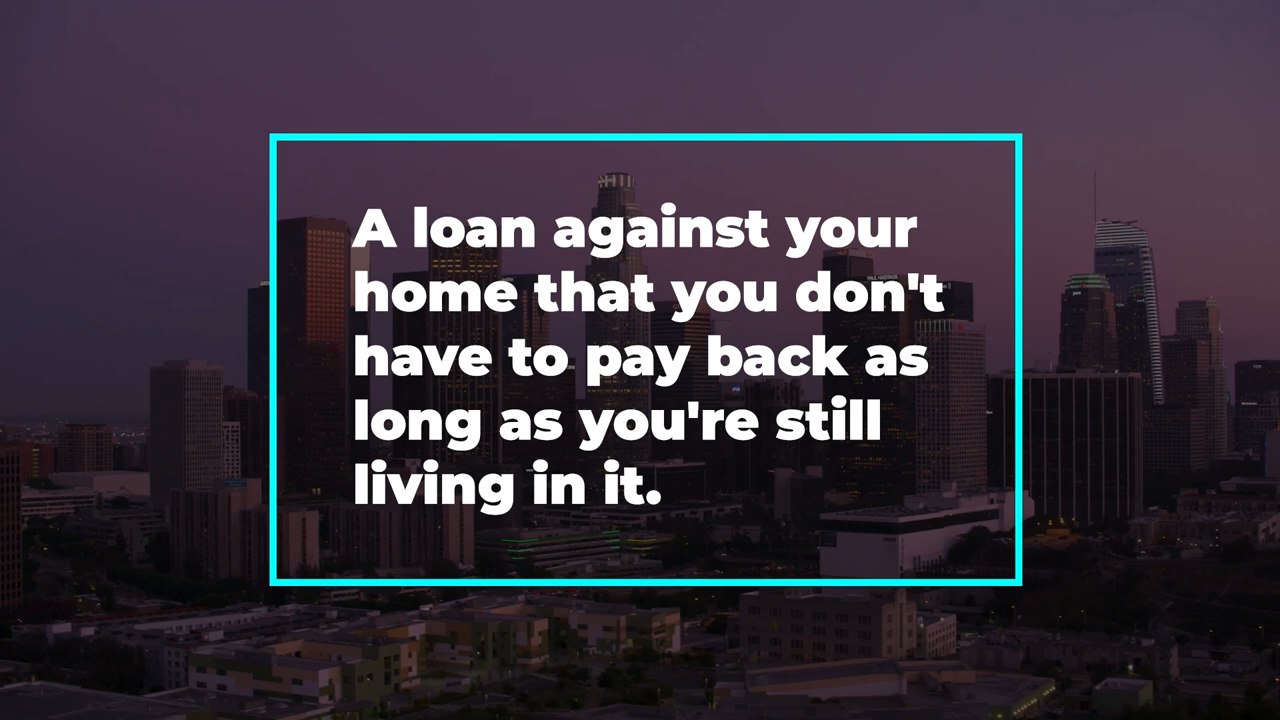 A loan against your
home that you don't
have to pay back as
long as you're still
living in it.